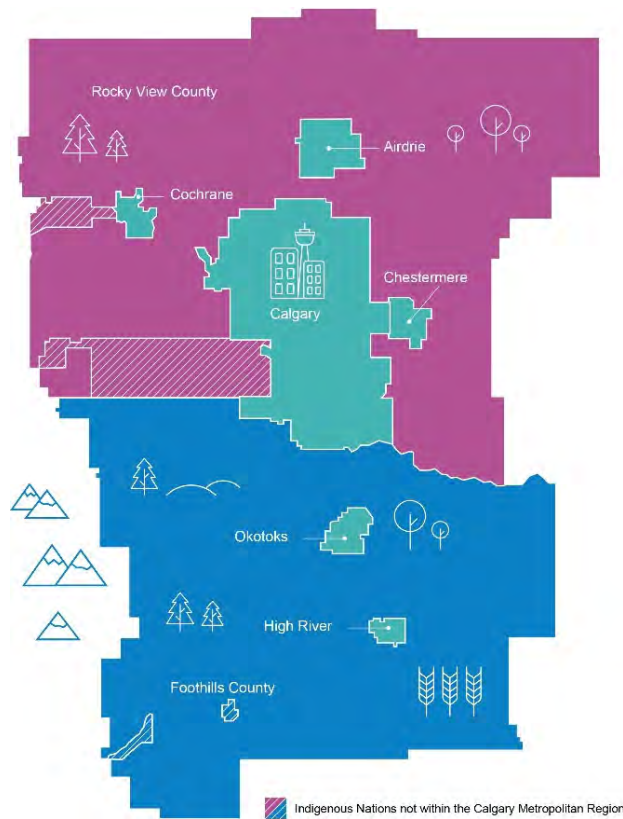 Rocky View County
Airdrie
Cochrane
Chestermere
Calgary
Okotoks
High River
Foothills County
Indigenous Nations not within the Calgary Metropolitan Region